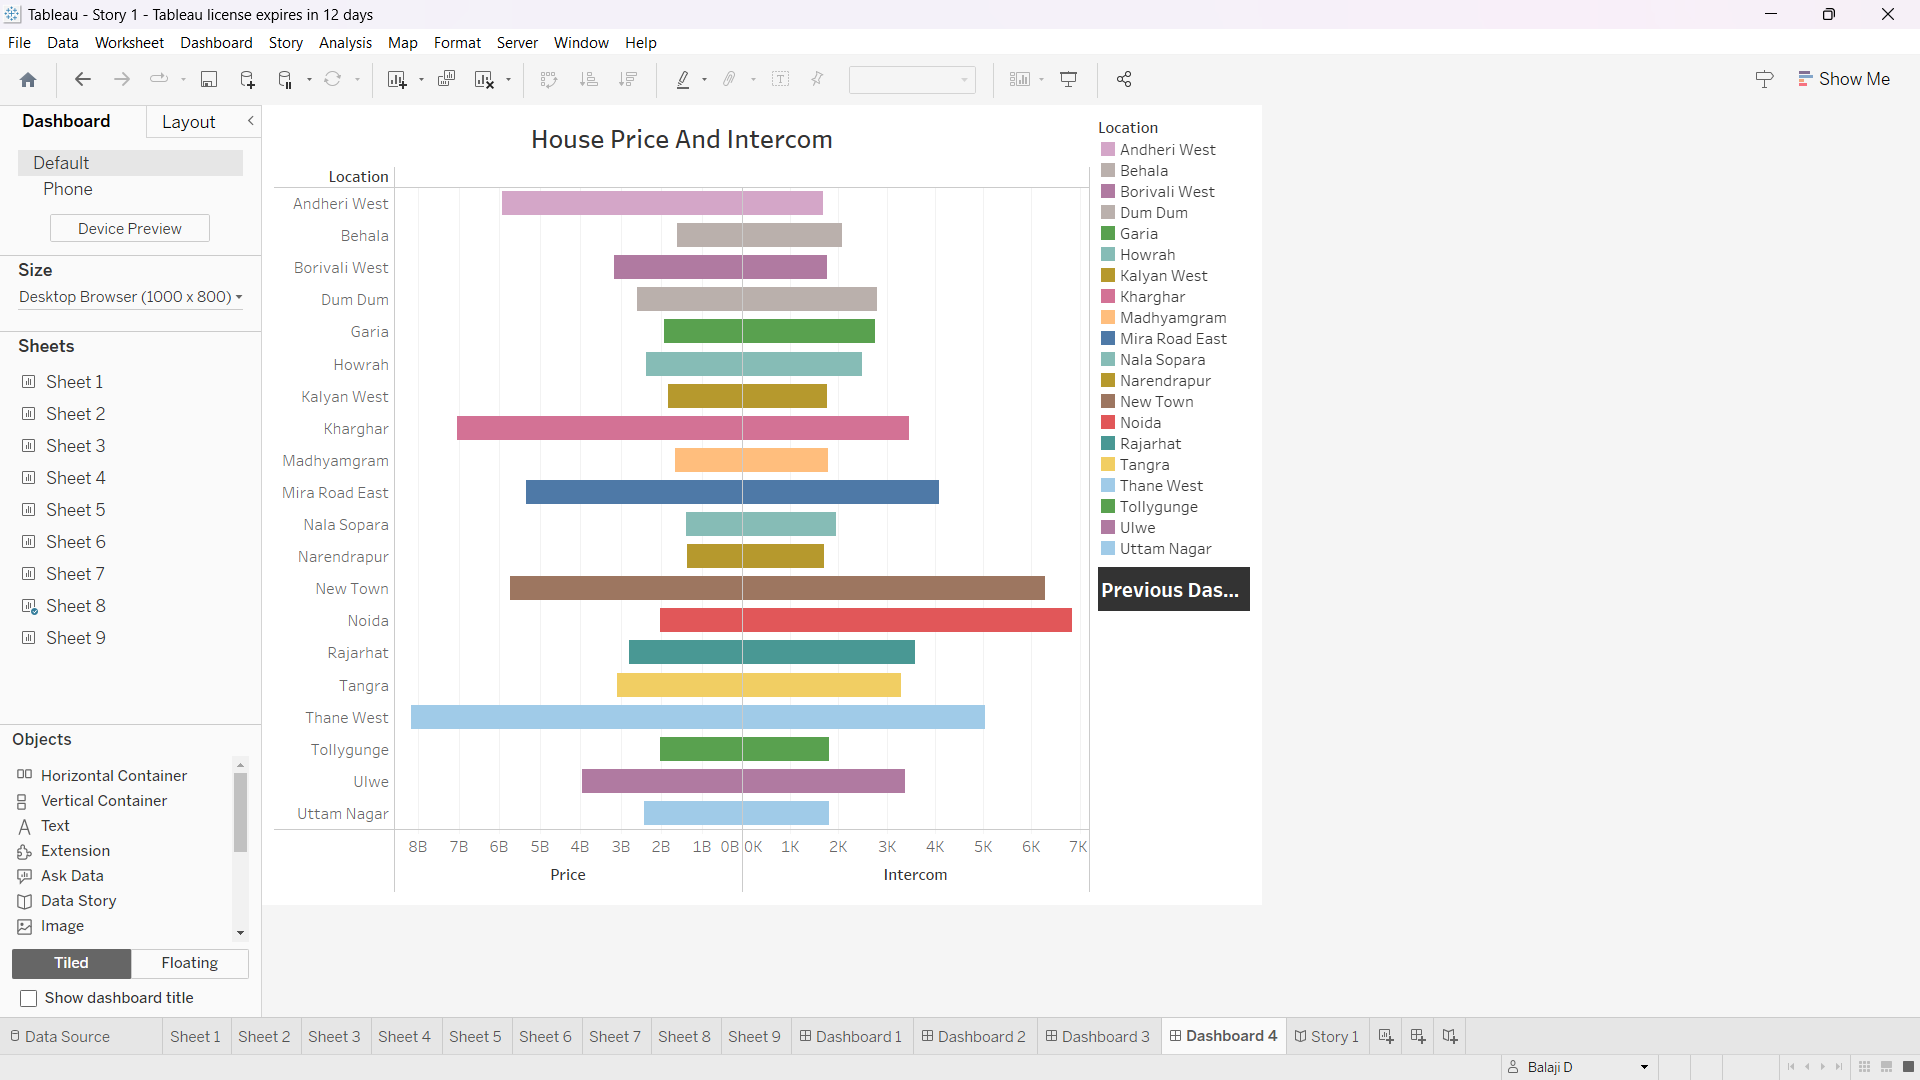 Tableau - Story 1 - Tableau license expires in 12 days
File Data Worksheet Dashboard Story Analysis Map Format Server Window Help
Show Me
Dashboard Layout
Default
Phone
Device Preview
Size
Desktop Browser (1000 x 800)
Sheets
Sheet 1
Sheet 2
Sheet 3
Sheet 4
Sheet 5
Sheet 6
Sheet 7
Sheet 8
Sheet 9
Objects
Horizontal Container
Vertical Container
Text
Extension
Ask Data
Data Story
Image
Tiled Floating
Show dashboard title
House Price And Intercom
Location
Andheri West
Behala
Borivali West
Dum Dum
Garia
Howrah
Kalyan West
Kharghar
Madhyamgram
Mira Road East
Nala Sopara
Narendrapur
New Town
Noida
Rajarhat
Tangra
Thane West
Tollygunge
Ulwe
Uttam Nagar
8B 7B 6B 5B 4B 3B 2B 1B 0B 0K 1K 2K 3K 4K 5K 6K 7K
Price Intercom
Location
Andheri West
Behala
Borivali West
Dum Dum
Garia
Howrah
Kalyan West
Kharghar
Madhyamgram
Mira Road East
Nala Sopara
Narendrapur
New Town
Noida
Rajarhat
Tangra
Thane West
Tollygunge
Ulwe
Uttam Nagar
Previous Das...
Data Source Sheet 1 Sheet 2 Sheet 3 Sheet 4 Sheet 5 Sheet 6 Sheet 7 Sheet 8 Sheet 9 Dashboard 1 Dashboard 2 Dashboard 3 Dashboard 4 Story 1
Balaji D